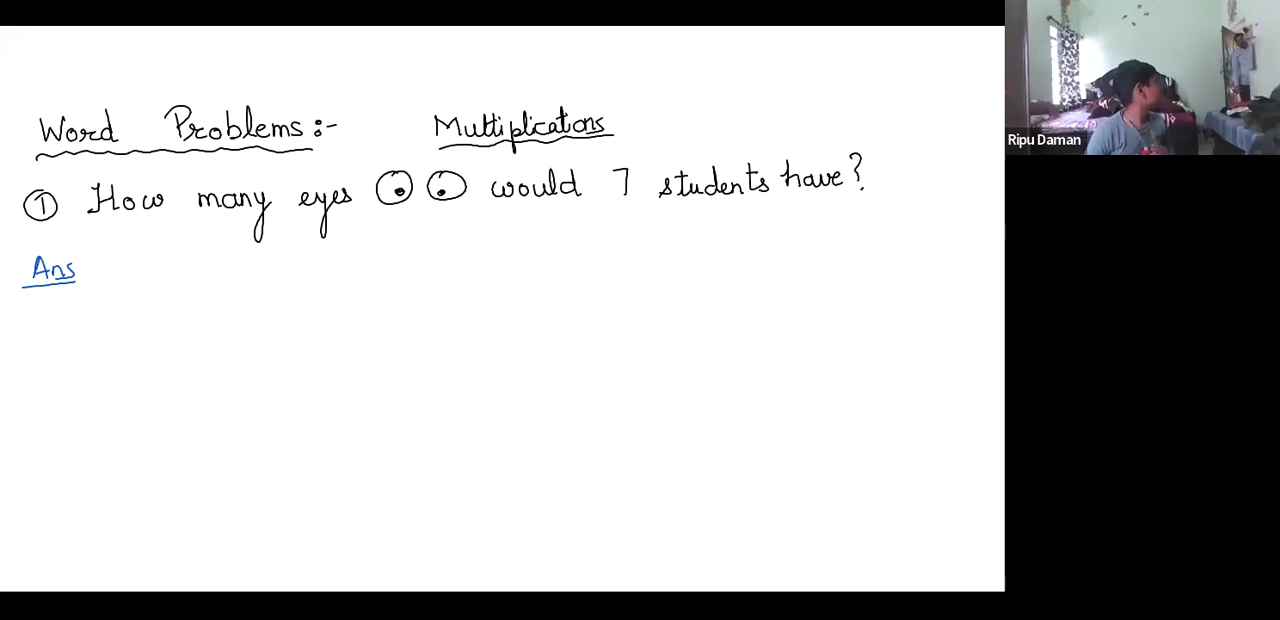 Word Problems :- Multiplications
① How many eyes would 7 students have?
Ans
Ripu Daman